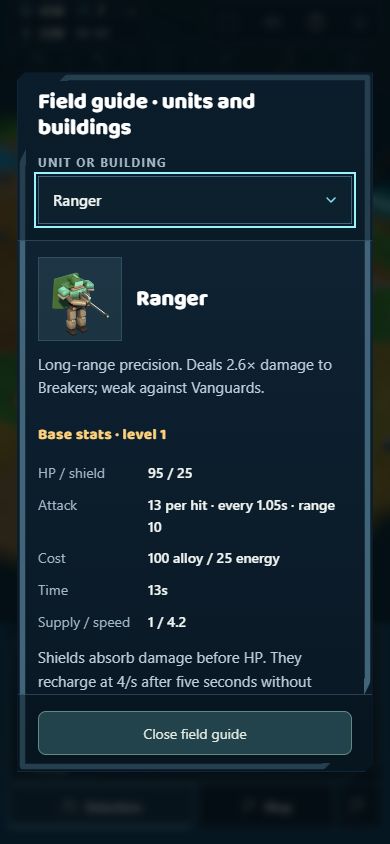 Field guide · units and
buildings
UNIT OR BUILDING
Ranger
Ranger
Long-range precision. Deals 2.6× damage to
Breakers; weak against Vanguards.
Base stats · level 1
HP / shield 95 / 25
Attack 13 per hit · every 1.05s · range
10
Cost 100 alloy / 25 energy
Time 13s
Supply / speed 1 / 4.2
Shields absorb damage before HP. They
recharge at 4/s after five seconds without
Close field guide